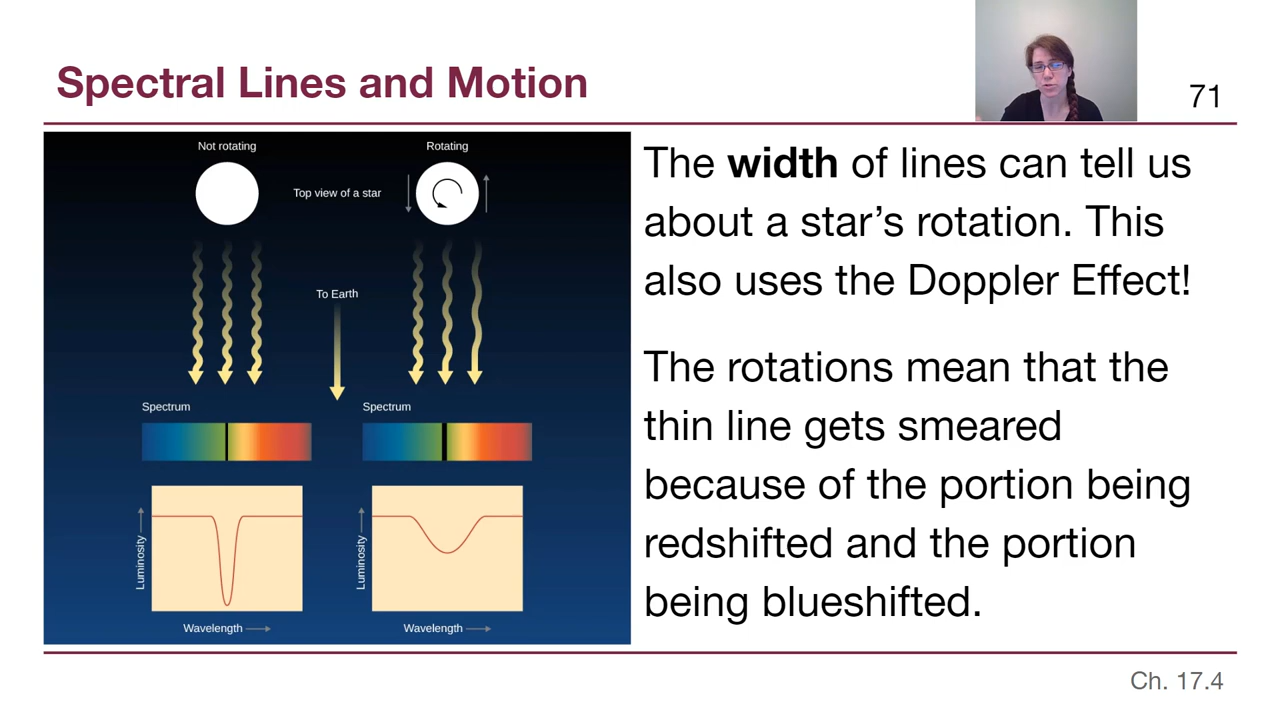 Spectral Lines and Motion
71
Not rotating
Rotating
Top view of a star
To Earth
Spectrum
Spectrum
Luminosity
Luminosity
Wavelength
Wavelength
The width of lines can tell us
about a star’s rotation. This
also uses the Doppler Effect!
The rotations mean that the
thin line gets smeared
because of the portion being
redshifted and the portion
being blueshifted.
Ch. 17.4